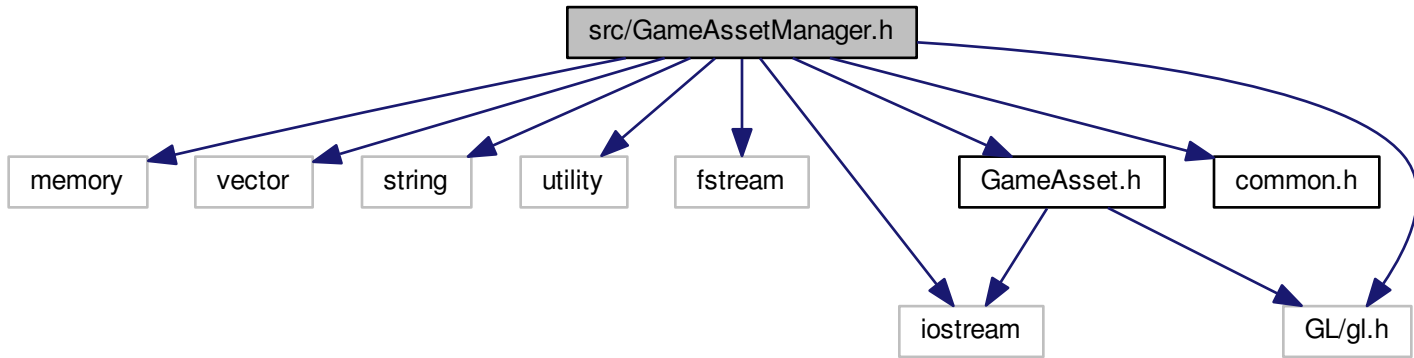 src/GameAssetManager.h
memory
vector
string
utility
fstream
GameAsset.h
common.h
iostream
GL/gl.h